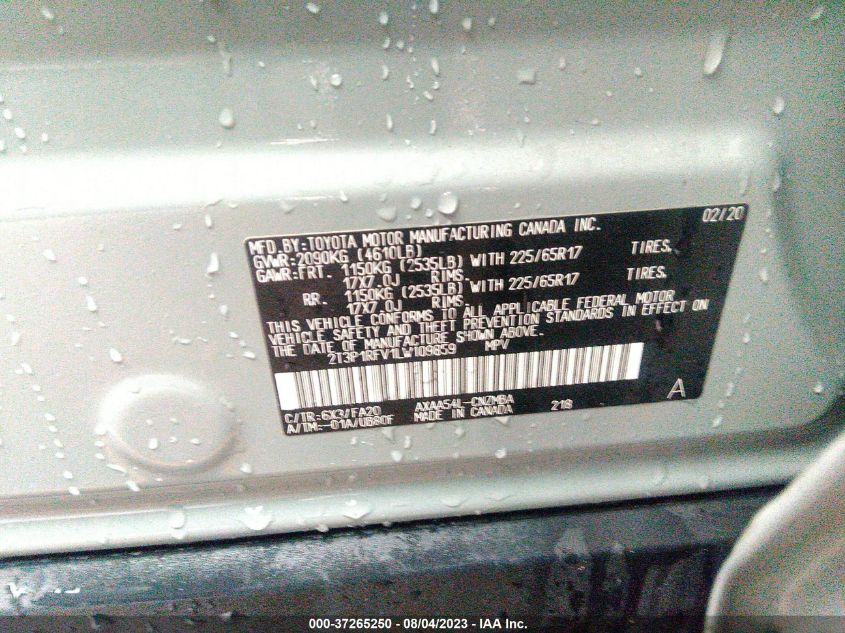 02/20
MFD.BY:TOYOTA MOTOR MANUFACTURING CANADA INC.
GVWR:2090KG (4610LB)
GAWR:FRT. 1150KG (2535LB) WITH 225/65R17 TIRES.
17X7.0J RIMS.
RR. 1150KG (2535LB) WITH 225/65R17 TIRES.
17X7.0J RIMS.
THIS VEHICLE CONFORMS TO ALL APPLICABLE FEDERAL MOTOR
VEHICLE SAFETY AND THEFT PREVENTION STANDARDS IN EFFECT ON
THE DATE OF MANUFACTURE SHOWN ABOVE.
2T3P1RFV1LW109859 MPV
C/TR:6X3/FA20 AXAA54L-CNZMBA 218 A
A/TM:-01A/UB80F MADE IN CANADA
000-37265250 - 08/04/2023 - IAA Inc.